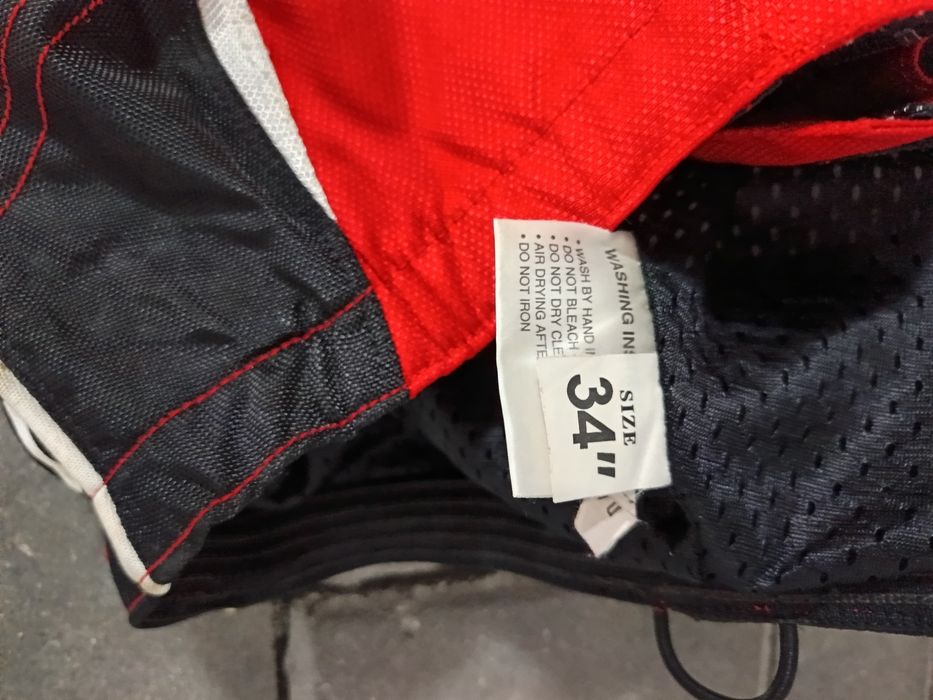 WASHING INS
• WASH BY HAND I
• DO NOT BLEACH
• DO NOT DRY CLE
• AIR DRYING AFTE
• DO NOT IRON
SIZE
34"